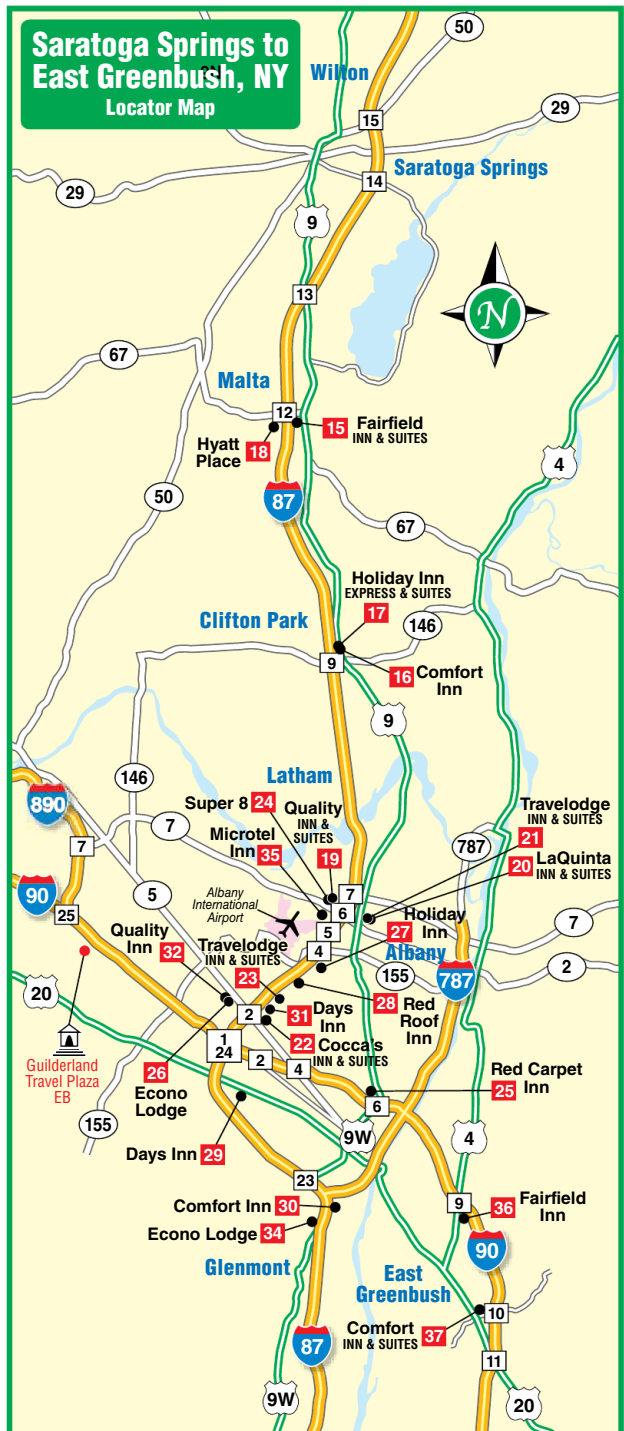 Saratoga Springs to
East Greenbush, NY
Locator Map
9N
Wilton
50
29
15
Saratoga Springs
14
29
9
13
N
67
Malta
12
15 Fairfield
INN & SUITES
Hyatt
Place 18
4
87
50
67
Holiday Inn
EXPRESS & SUITES
17
Clifton Park
146
9
16 Comfort
Inn
9
Latham
146
890
Super 8 24
Quality
INN &
SUITES
19
Travelodge
INN & SUITES
21
7
Microtel
Inn 35
787
20 LaQuinta
INN & SUITES
7
90
5
Albany
International
Airport
7
6
5
4
25
Holiday
Inn
27
7
Quality
Inn 32
Travelodge
INN & SUITES
23
Albany
155
2
787
20
28 Red
Roof
Inn
31 Days
Inn
2
22 Cocca's
INN & SUITES
1
24
2
4
Guilderland
Travel Plaza
EB
26
Econo
Lodge
Red Carpet
Inn
25
6
155
9W
4
Days Inn 29
23
9
36 Fairfield
Inn
Comfort Inn 30
Econo Lodge 34
90
Glenmont
East
Greenbush
10
Comfort
INN & SUITES 37
87
11
9W
20